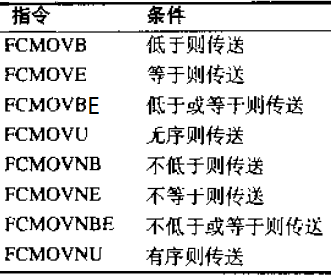 指令 条件
FCMOVB 低于则传送
FCMOVE 等于则传送
FCMOVBE 低于或等于则传送
FCMOVU 无序则传送
FCMOVNB 不低于则传送
FCMOVNE 不等于则传送
FCMOVNBE 不低于或等于则传送
FCMOVNU 有序则传送